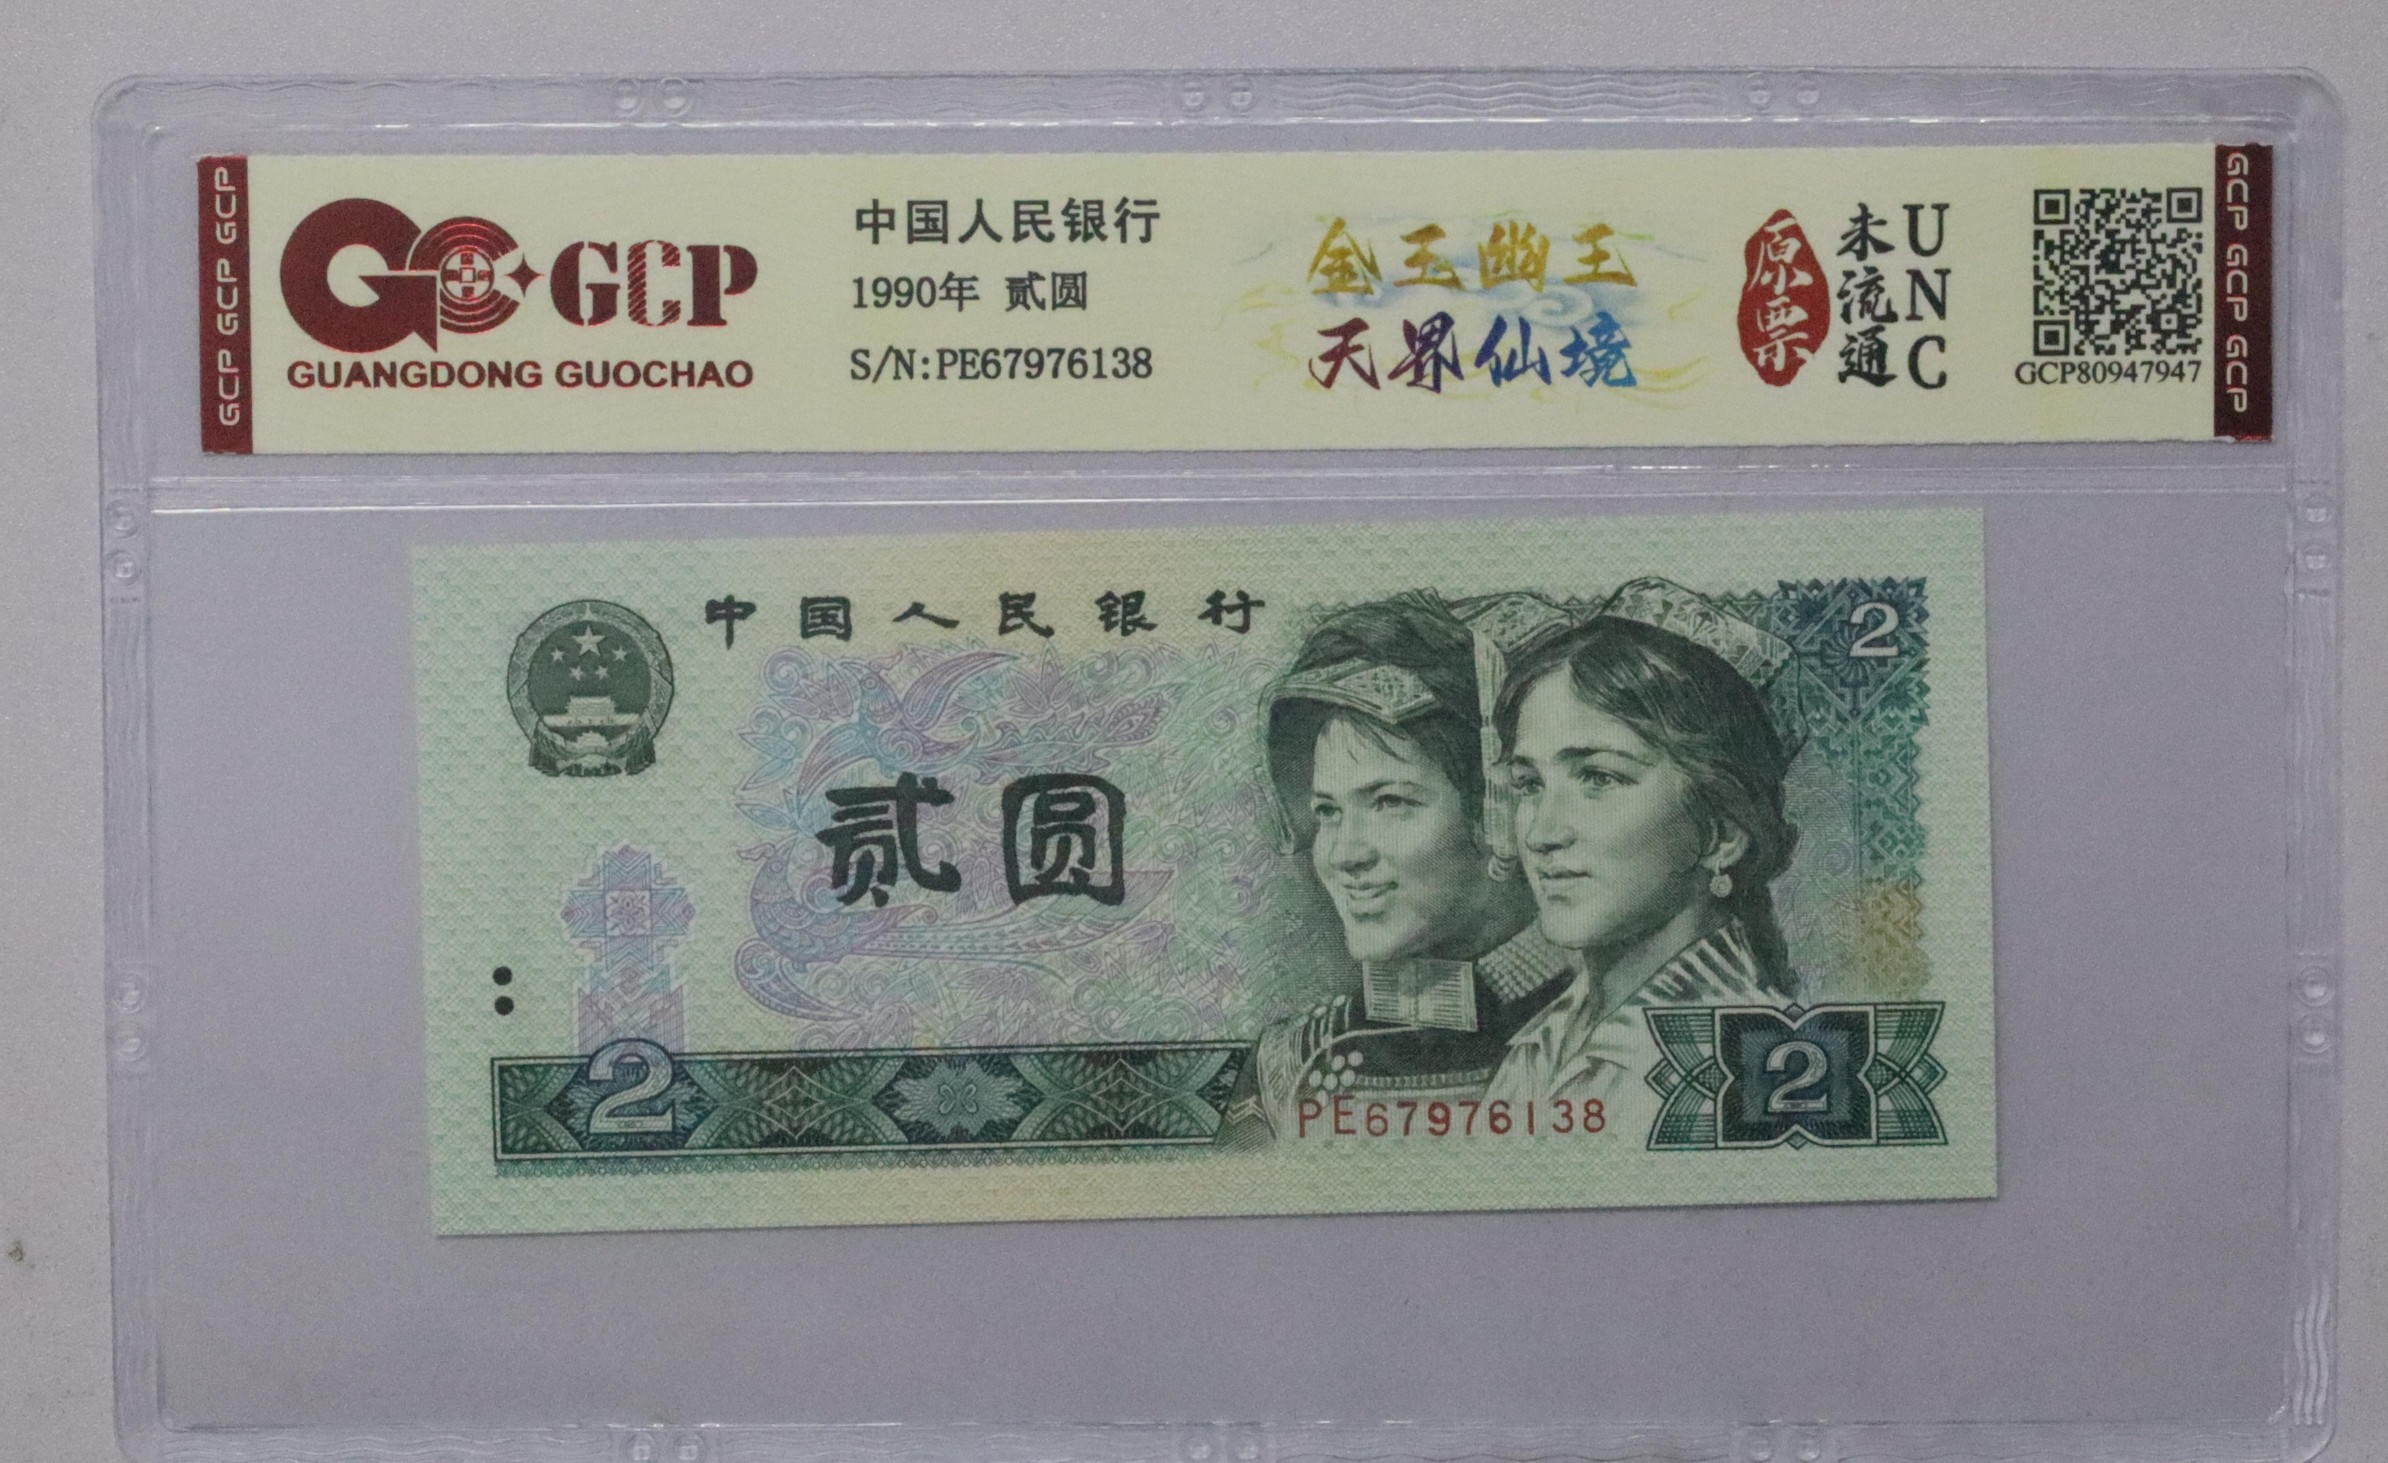 GCP GCP GCP
GCP
GUANGDONG GUOCHAO
中国人民银行
1990年 贰圆
S/N:PE67976138
金玉幽王
天界仙境
原票
未流通
UNC
GCP80947947
GCP GCP GCP
中国人民银行
2
贰圆
2
PE67976138
2